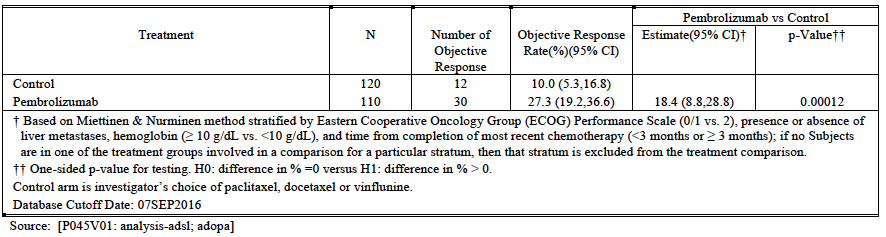 Pembrolizumab vs Control
Treatment N Number of Objective Response Objective Response Rate(%)(95% CI) Estimate(95% CI)† p-Value††
Control 120 12 10.0 (5.3,16.8)
Pembrolizumab 110 30 27.3 (19.2,36.6) 18.4 (8.8,28.8) 0.00012
† Based on Miettinen & Nurminen method stratified by Eastern Cooperative Oncology Group (ECOG) Performance Scale (0/1 vs. 2), presence or absence of
liver metastases, hemoglobin (≥ 10 g/dL vs. <10 g/dL), and time from completion of most recent chemotherapy (<3 months or ≥ 3 months); if no Subjects
are in one of the treatment groups involved in a comparison for a particular stratum, then that stratum is excluded from the treatment comparison.
†† One-sided p-value for testing. H0: difference in % =0 versus H1: difference in % > 0.
Control arm is investigator’s choice of paclitaxel, docetaxel or vinflunine.
Database Cutoff Date: 07SEP2016
Source: [P045V01: analysis-adsl; adopa]